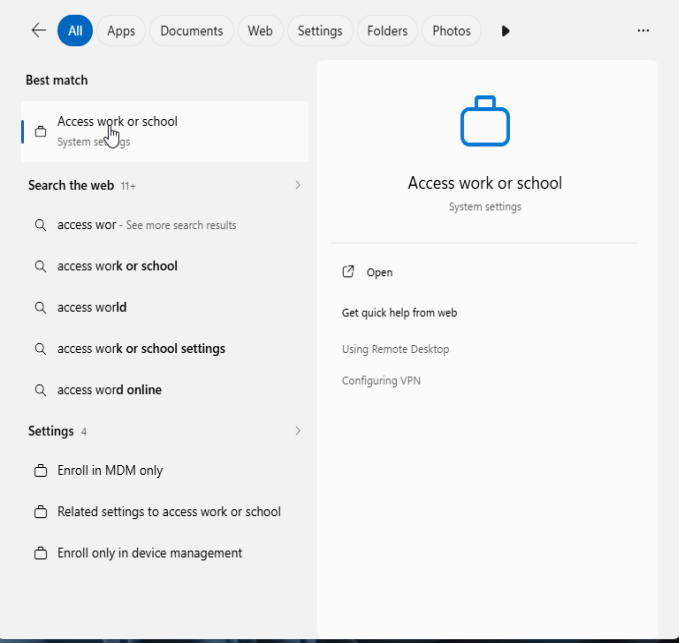 All
Apps
Documents
Web
Settings
Folders
Photos
Best match
Access work or school
System settings
Search the web 11+
access wor - See more search results
access work or school
access world
access work or school settings
access word online
Settings 4
Enroll in MDM only
Related settings to access work or school
Enroll only in device management
Access work or school
System settings
Open
Get quick help from web
Using Remote Desktop
Configuring VPN